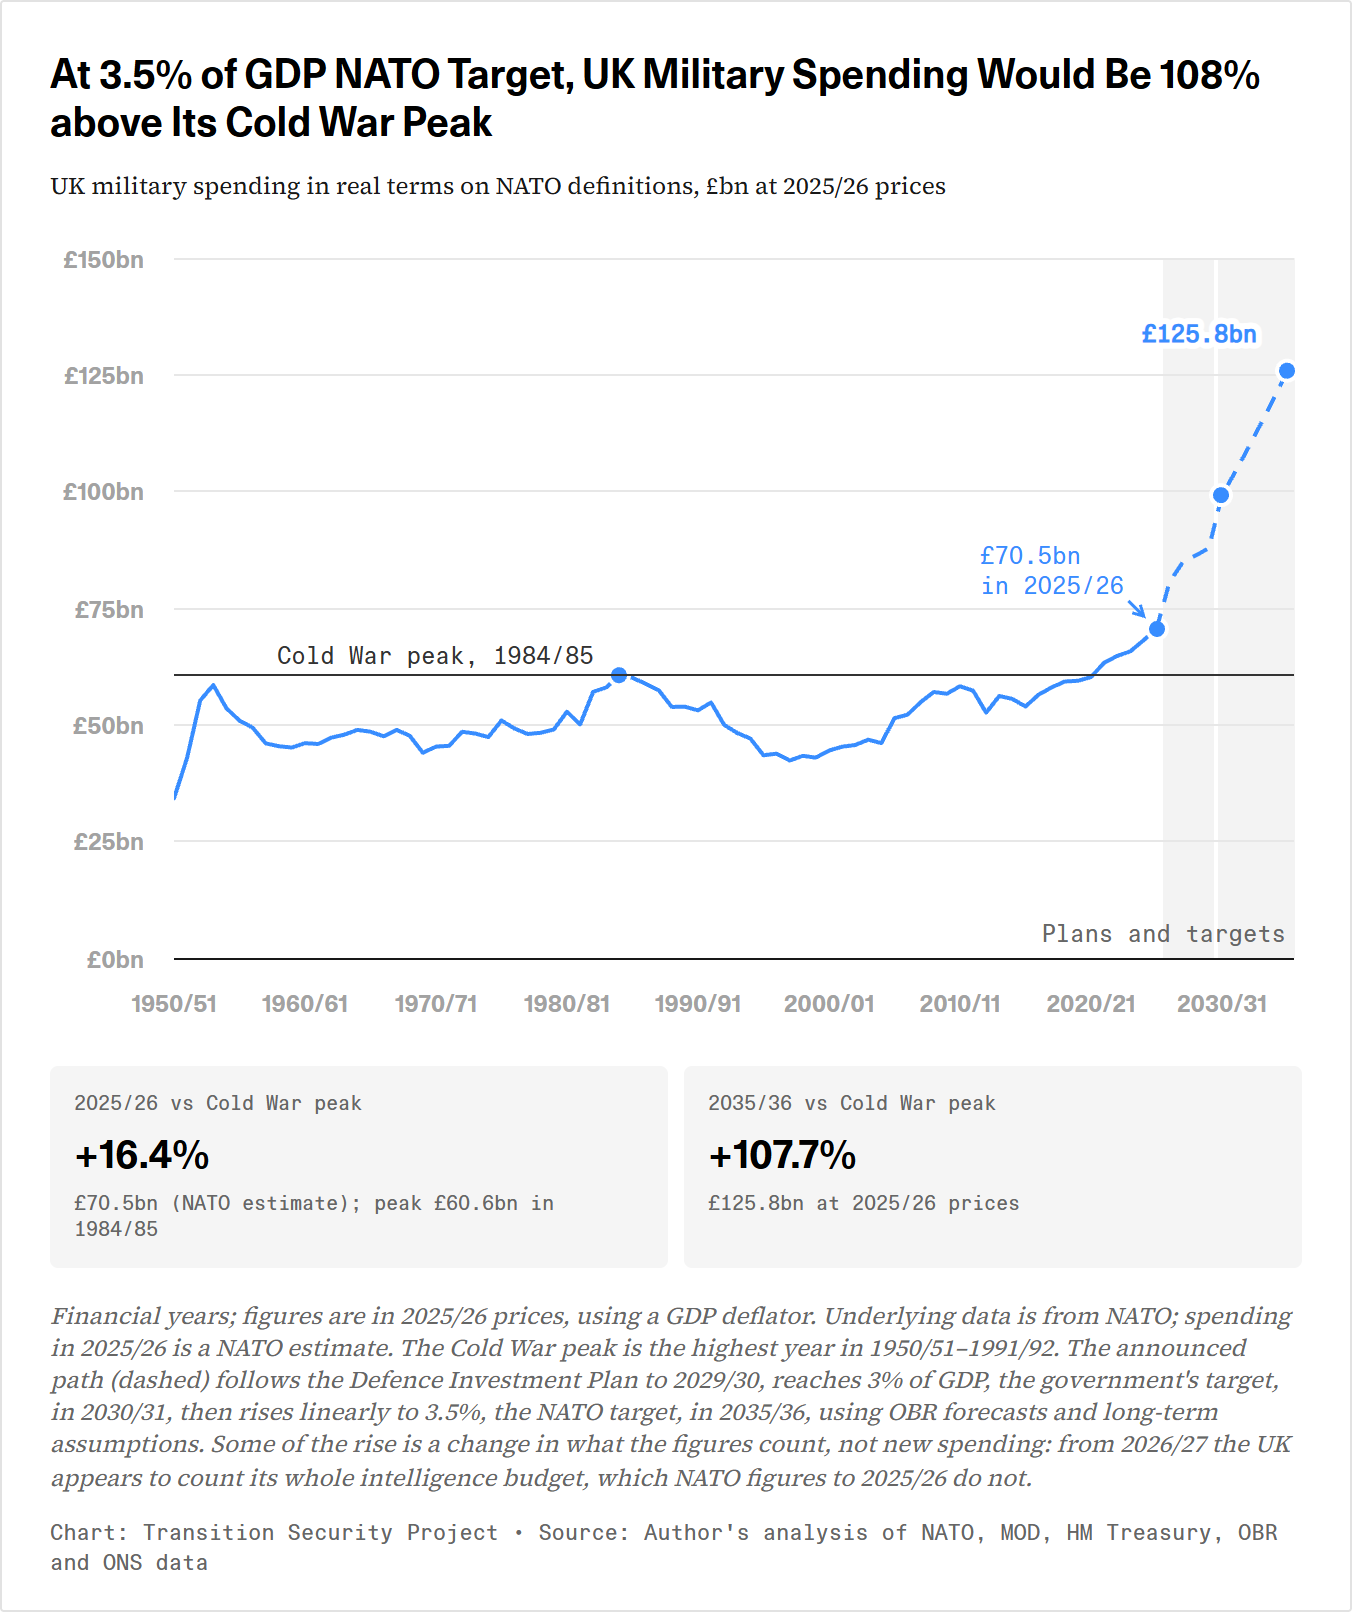 At 3.5% of GDP NATO Target, UK Military Spending Would Be 108%
above Its Cold War Peak
UK military spending in real terms on NATO definitions, £bn at 2025/26 prices
£150bn
£125.8bn
£125bn
£100bn
£70.5bn
in 2025/26
£75bn
Cold War peak, 1984/85
£50bn
£25bn
Plans and targets
£0bn
1950/51
1960/61
1970/71
1980/81
1990/91
2000/01
2010/11
2020/21
2030/31
2025/26 vs Cold War peak
+16.4%
£70.5bn (NATO estimate); peak £60.6bn in
1984/85
2035/36 vs Cold War peak
+107.7%
£125.8bn at 2025/26 prices
Financial years; figures are in 2025/26 prices, using a GDP deflator. Underlying data is from NATO; spending
in 2025/26 is a NATO estimate. The Cold War peak is the highest year in 1950/51–1991/92. The announced
path (dashed) follows the Defence Investment Plan to 2029/30, reaches 3% of GDP, the government's target,
in 2030/31, then rises linearly to 3.5%, the NATO target, in 2035/36, using OBR forecasts and long-term
assumptions. Some of the rise is a change in what the figures count, not new spending: from 2026/27 the UK
appears to count its whole intelligence budget, which NATO figures to 2025/26 do not.
Chart: Transition Security Project • Source: Author's analysis of NATO, MOD, HM Treasury, OBR
and ONS data